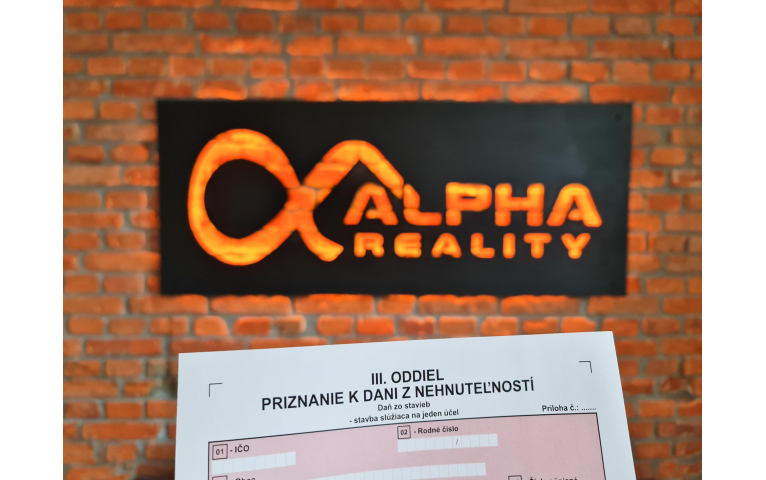 ALPHA
REALITY
III. ODDIEL
PRIZNANIE K DANI Z NEHNUTEĽNOSTÍ
Daň zo stavieb
- stavba slúžiaca na jeden účel
Príloha č.: .......
01 - IČO
02 - Rodné číslo
/